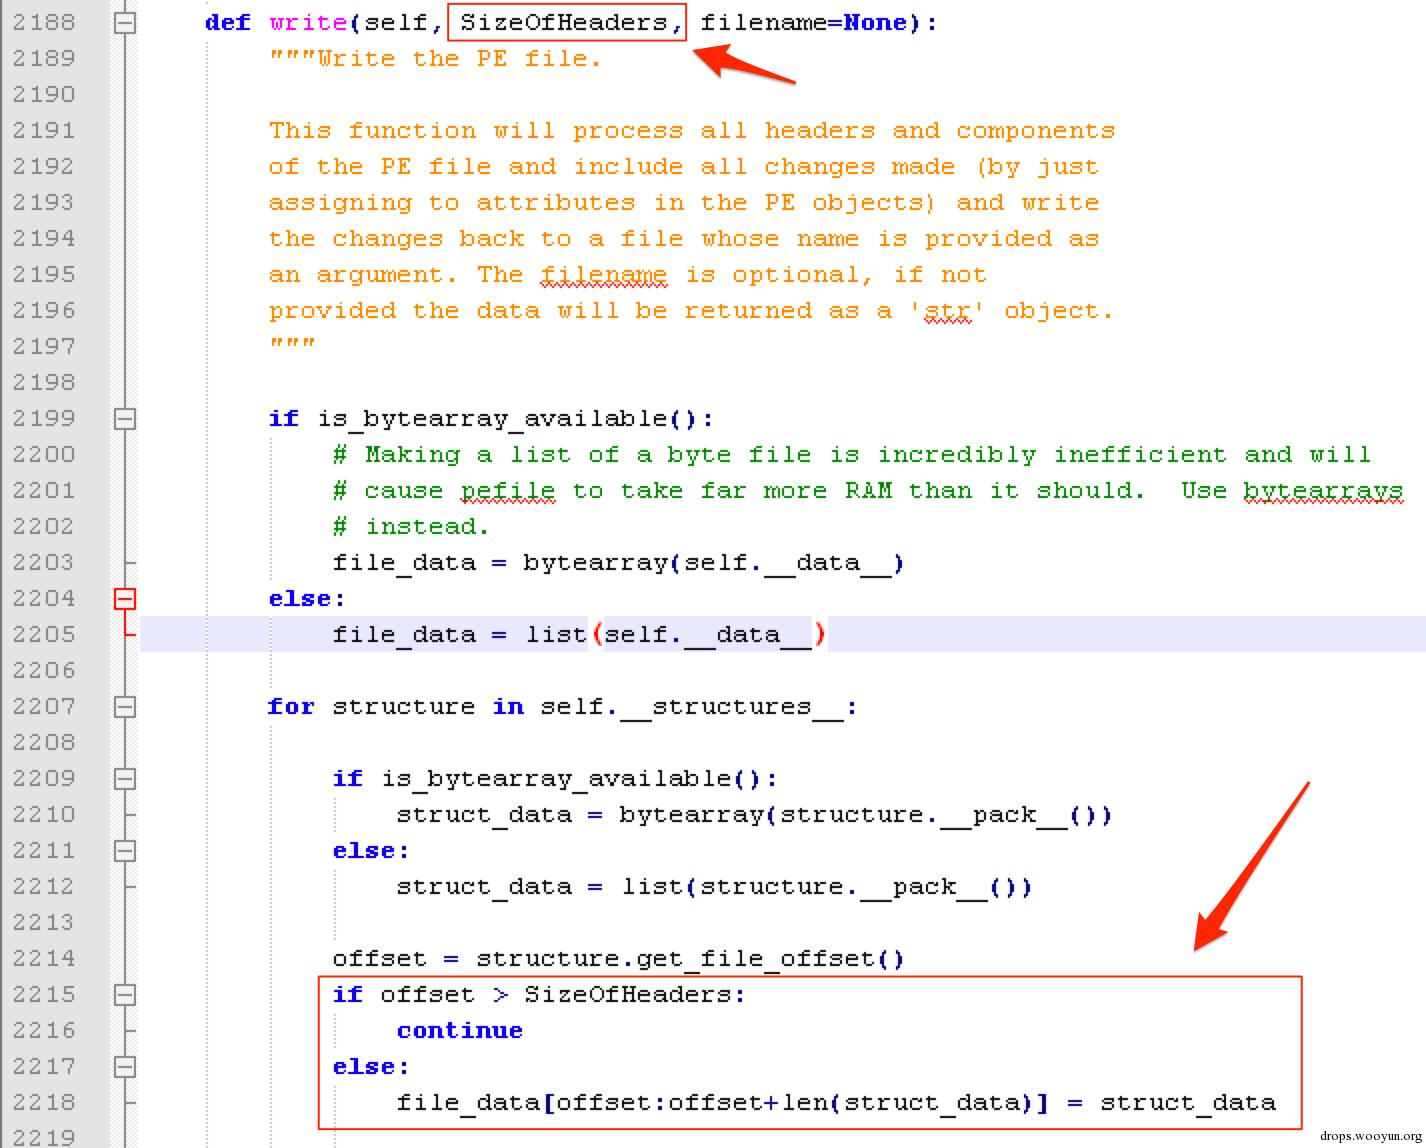 2188 def write(self, SizeOfHeaders, filename=None):
2189 """Write the PE file.
2190
2191 This function will process all headers and components
2192 of the PE file and include all changes made (by just
2193 assigning to attributes in the PE objects) and write
2194 the changes back to a file whose name is provided as
2195 an argument. The filename is optional, if not
2196 provided the data will be returned as a 'str' object.
2197 """
2198
2199 if is_bytearray_available():
2200 # Making a list of a byte file is incredibly inefficient and will
2201 # cause pefile to take far more RAM than it should.  Use bytearrays
2202 # instead.
2203 file_data = bytearray(self.__data__)
2204 else:
2205 file_data = list(self.__data__)
2206
2207 for structure in self.__structures__:
2208
2209 if is_bytearray_available():
2210 struct_data = bytearray(structure.__pack__())
2211 else:
2212 struct_data = list(structure.__pack__())
2213
2214 offset = structure.get_file_offset()
2215 if offset > SizeOfHeaders:
2216 continue
2217 else:
2218 file_data[offset:offset+len(struct_data)] = struct_data
2219
drops.wooyun.org